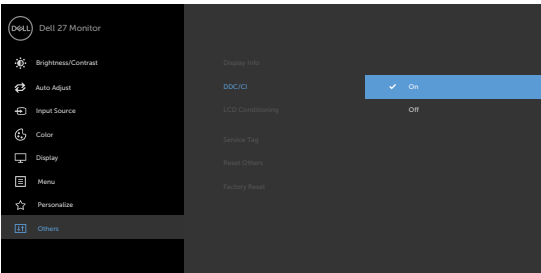 DELL Dell 27 Monitor
Brightness/Contrast
Auto Adjust
Input Source
Color
Display
Menu
Personalize
Others
Display Info
DDC/CI
LCD Conditioning
Service Tag
Reset Others
Factory Reset
On
Off